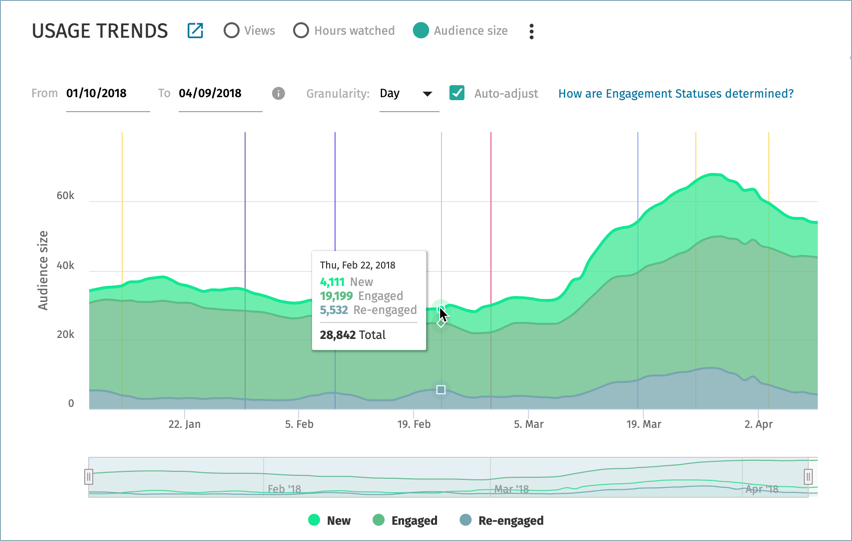 USAGE TRENDS Views Hours watched Audience size
From 01/10/2018 To 04/09/2018 Granularity: Day Auto-adjust How are Engagement Statuses determined?
Audience size
60k
40k
20k
0
Thu, Feb 22, 2018
4,111 New
19,199 Engaged
5,532 Re-engaged
28,842 Total
22. Jan 5. Feb 19. Feb 5. Mar 19. Mar 2. Apr
Feb '18 Mar '18 Apr '18
New Engaged Re-engaged